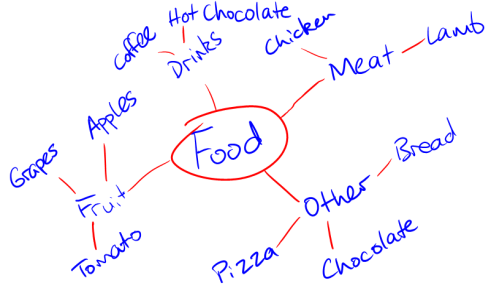 Hot Chocolate
Coffee
Drinks
Chicken
Lamb
Meat
Apples
Grapes
Fruit
Tomato
Food
Bread
Other
Pizza
Chocolate